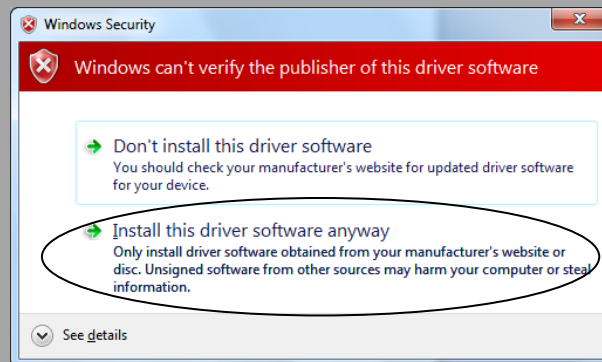 Windows Security
Windows can't verify the publisher of this driver software
Don't install this driver software
You should check your manufacturer's website for updated driver software
for your device.
Install this driver software anyway
Only install driver software obtained from your manufacturer's website or
disc. Unsigned software from other sources may harm your computer or steal
information.
See details